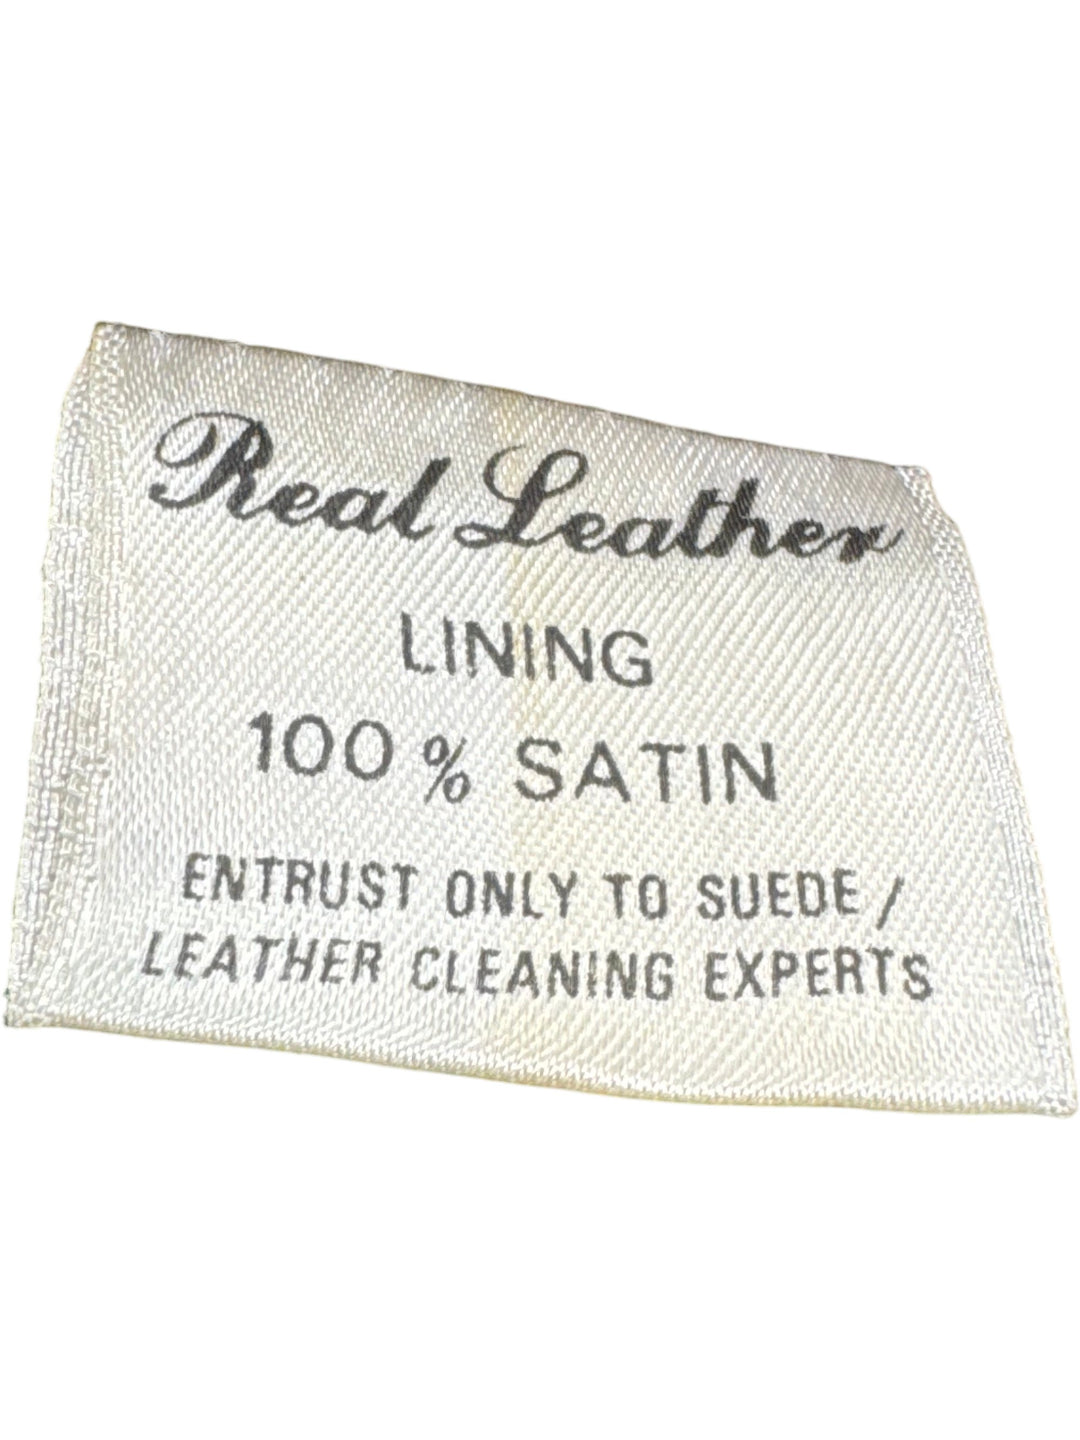 Real Leather
LINING
100 % SATIN
ENTRUST ONLY TO SUEDE /
LEATHER CLEANING EXPERTS